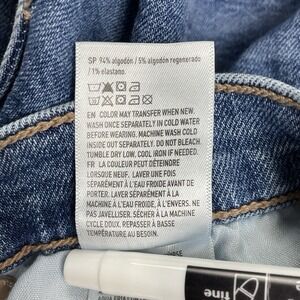 SP 94% algodón / 5% algodón regenerado
/ 1% elastano.
EN COLOR MAY TRANSFER WHEN NEW.
WASH ONCE SEPARATELY IN COLD WATER
BEFORE WEARING. MACHINE WASH COLD
INSIDE OUT SEPARATELY. DO NOT BLEACH.
TUMBLE DRY LOW, COOL IRON IF NEEDED.
FR LA COULEUR PEUT DÉTEINDRE
LORSQUE NEUF. LAVER UNE FOIS
SÉPARÉMENT À L'EAU FROIDE AVANT DE
PORTER. LAVER SÉPARÉMENT À LA
MACHINE À L'EAU FROIDE, À L'ENVERS. NE
PAS JAVELLISER. SÉCHER À LA MACHINE
CYCLE DOUX. REPASSER À BASSE
TEMPÉRATURE AU BESOIN.
fine